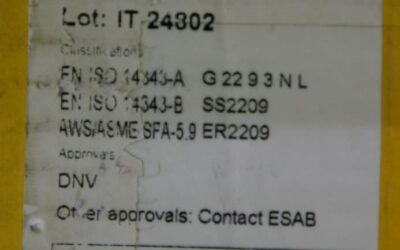 Lot: IT 24802
Classifications
EN ISO 14343-A G 22 9 3 N L
EN ISO 14343-B SS2209
AWS/ASME SFA-5.9 ER2209
Approvals
DNV
Other approvals: Contact ESAB